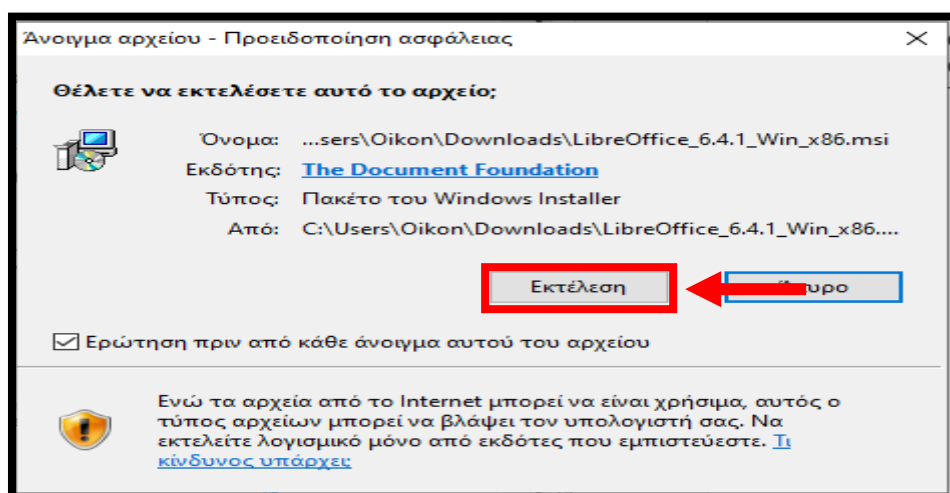 Άνοιγμα αρχείου - Προειδοποίηση ασφάλειας
Θέλετε να εκτελέσετε αυτό το αρχείο;
Όνομα: ...sers\Oikon\Downloads\LibreOffice_6.4.1_Win_x86.msi
Εκδότης: The Document Foundation
Τύπος: Πακέτο του Windows Installer
Από: C:\Users\Oikon\Downloads\LibreOffice_6.4.1_Win_x86....
Εκτέλεση
Ερώτηση πριν από κάθε άνοιγμα αυτού του αρχείου
Ενώ τα αρχεία από το Internet μπορεί να είναι χρήσιμα, αυτός ο
τύπος αρχείων μπορεί να βλάψει τον υπολογιστή σας. Να
εκτελείτε λογισμικό μόνο από εκδότες που εμπιστεύεστε. Τι
κίνδυνος υπάρχει;